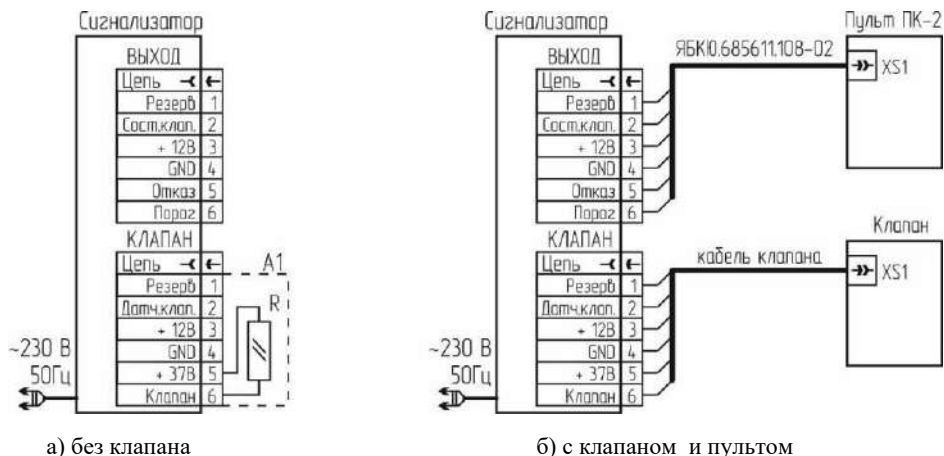 Сигнализатор
ВЫХОД
Цепь
Резерв 1
Сост.клап. 2
+ 12В 3
GND 4
Отказ 5
Порог 6
КЛАПАН
Цепь
A1
Резерв 1
Датч.клап. 2
R
+ 12В 3
GND 4
+ 37В 5
Клапан 6
~230 В
50Гц
а) без клапана
Сигнализатор
ВЫХОД
Цепь
Резерв 1
Сост.клап. 2
+ 12В 3
GND 4
Отказ 5
Порог 6
КЛАПАН
Цепь
Резерв 1
Датч.клап. 2
+ 12В 3
GND 4
+ 37В 5
Клапан 6
~230 В
50Гц
ЯБКЮ.685611.108-02
Пульт ПК-2
XS1
кабель клапана
Клапан
XS1
б) с клапаном и пультом